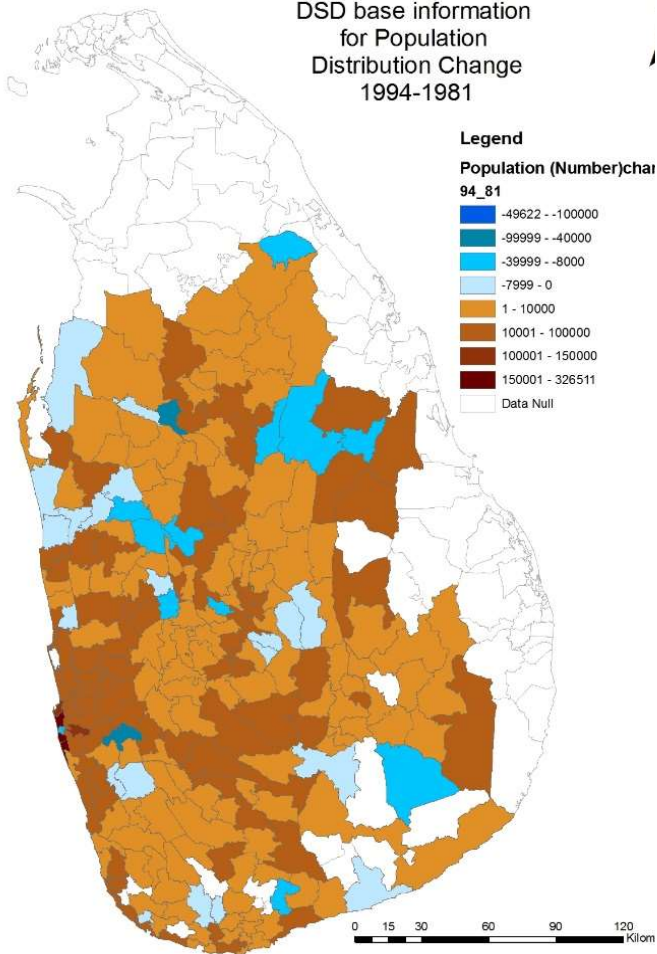 DSD base information
for Population
Distribution Change
1994-1981
Legend
Population (Number)chan
94_81
-49622 - -100000
-99999 - -40000
-39999 - -8000
-7999 - 0
1 - 10000
10001 - 100000
100001 - 150000
150001 - 326511
Data Null
0 15 30 60 90 120
Kilom